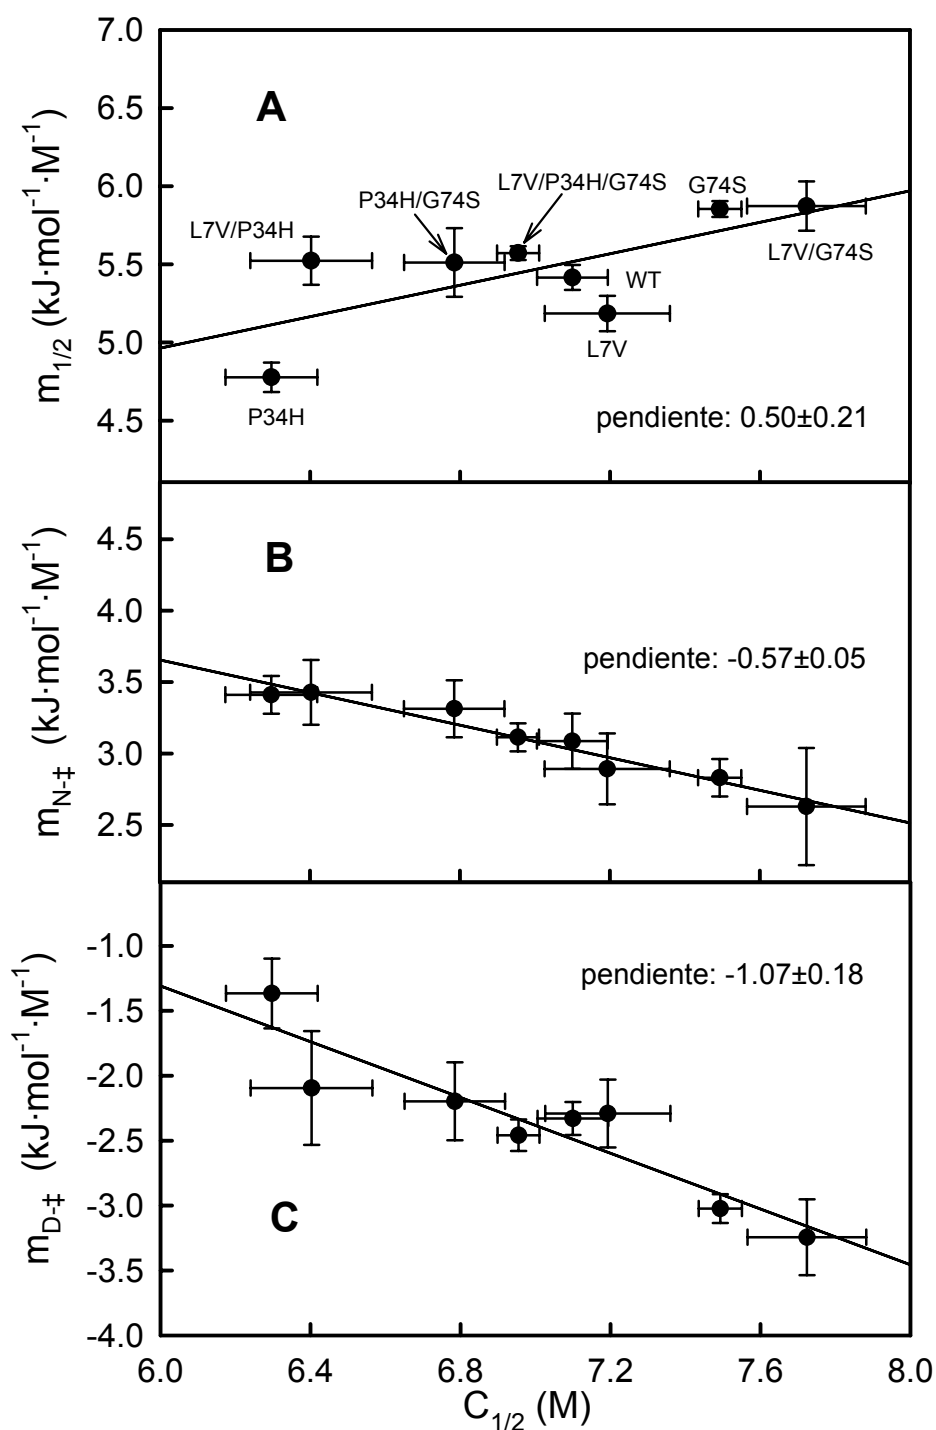 7.0
6.5
6.0
5.5
5.0
4.5
m1/2 (kJ·mol-1·M-1)
A
L7V/P34H/G74S
G74S
P34H/G74S
L7V/P34H
L7V/G74S
WT
L7V
P34H
pendiente: 0.50±0.21
4.5
4.0
3.5
3.0
2.5
mN-‡ (kJ·mol-1·M-1)
B
pendiente: -0.57±0.05
-1.0
-1.5
-2.0
-2.5
-3.0
-3.5
-4.0
mD-‡ (kJ·mol-1·M-1)
pendiente: -1.07±0.18
C
6.0 6.4 6.8 7.2 7.6 8.0
C1/2 (M)